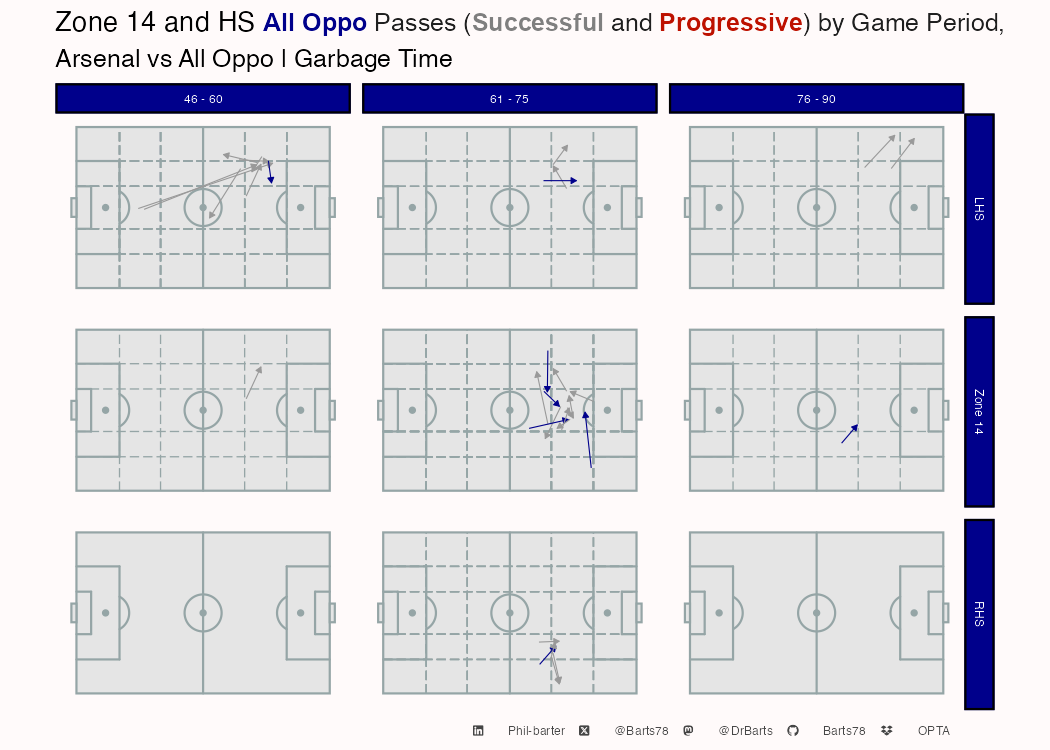 Zone 14 and HS All Oppo Passes (Successful and Progressive) by Game Period,
Arsenal vs All Oppo | Garbage Time
46 - 60
61 - 75
76 - 90
LHS
Zone 14
RHS
Phil-barter @Barts78 @DrBarts Barts78 OPTA